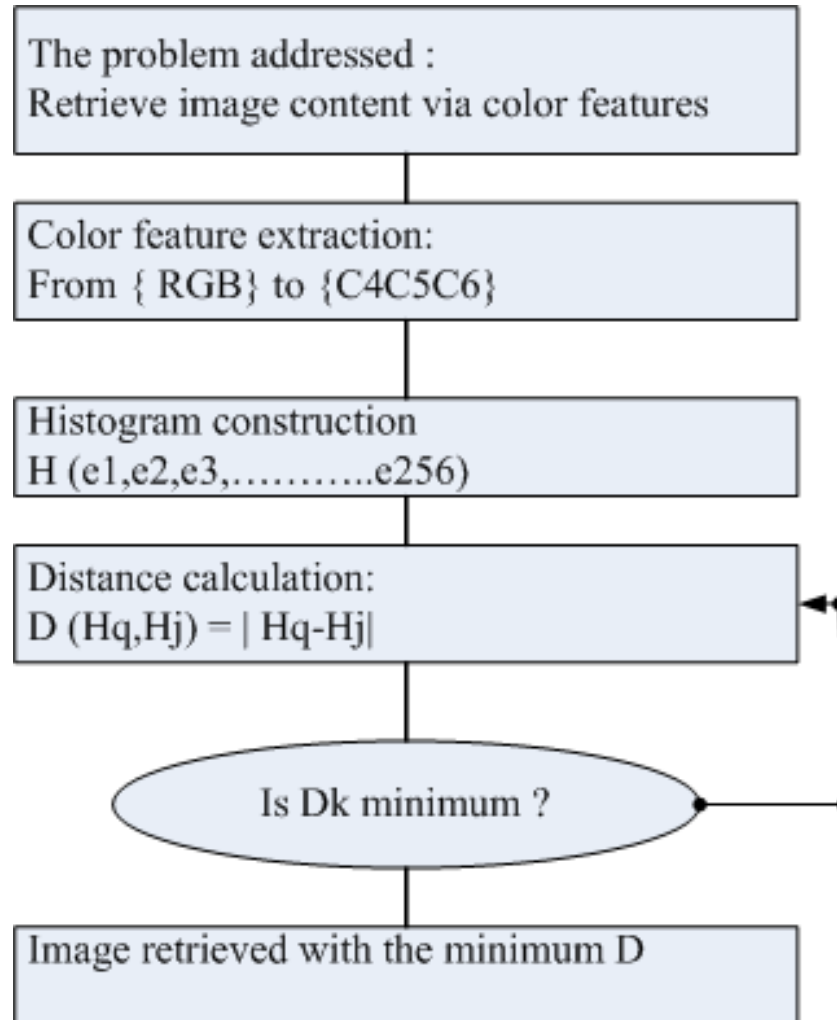 The problem addressed :
Retrieve image content via color features
Color feature extraction:
From { RGB} to {C4C5C6}
Histogram construction
H (e1,e2,e3,………..e256)
Distance calculation:
D (Hq,Hj) = | Hq-Hj|
Is Dk minimum ?
Image retrieved with the minimum D